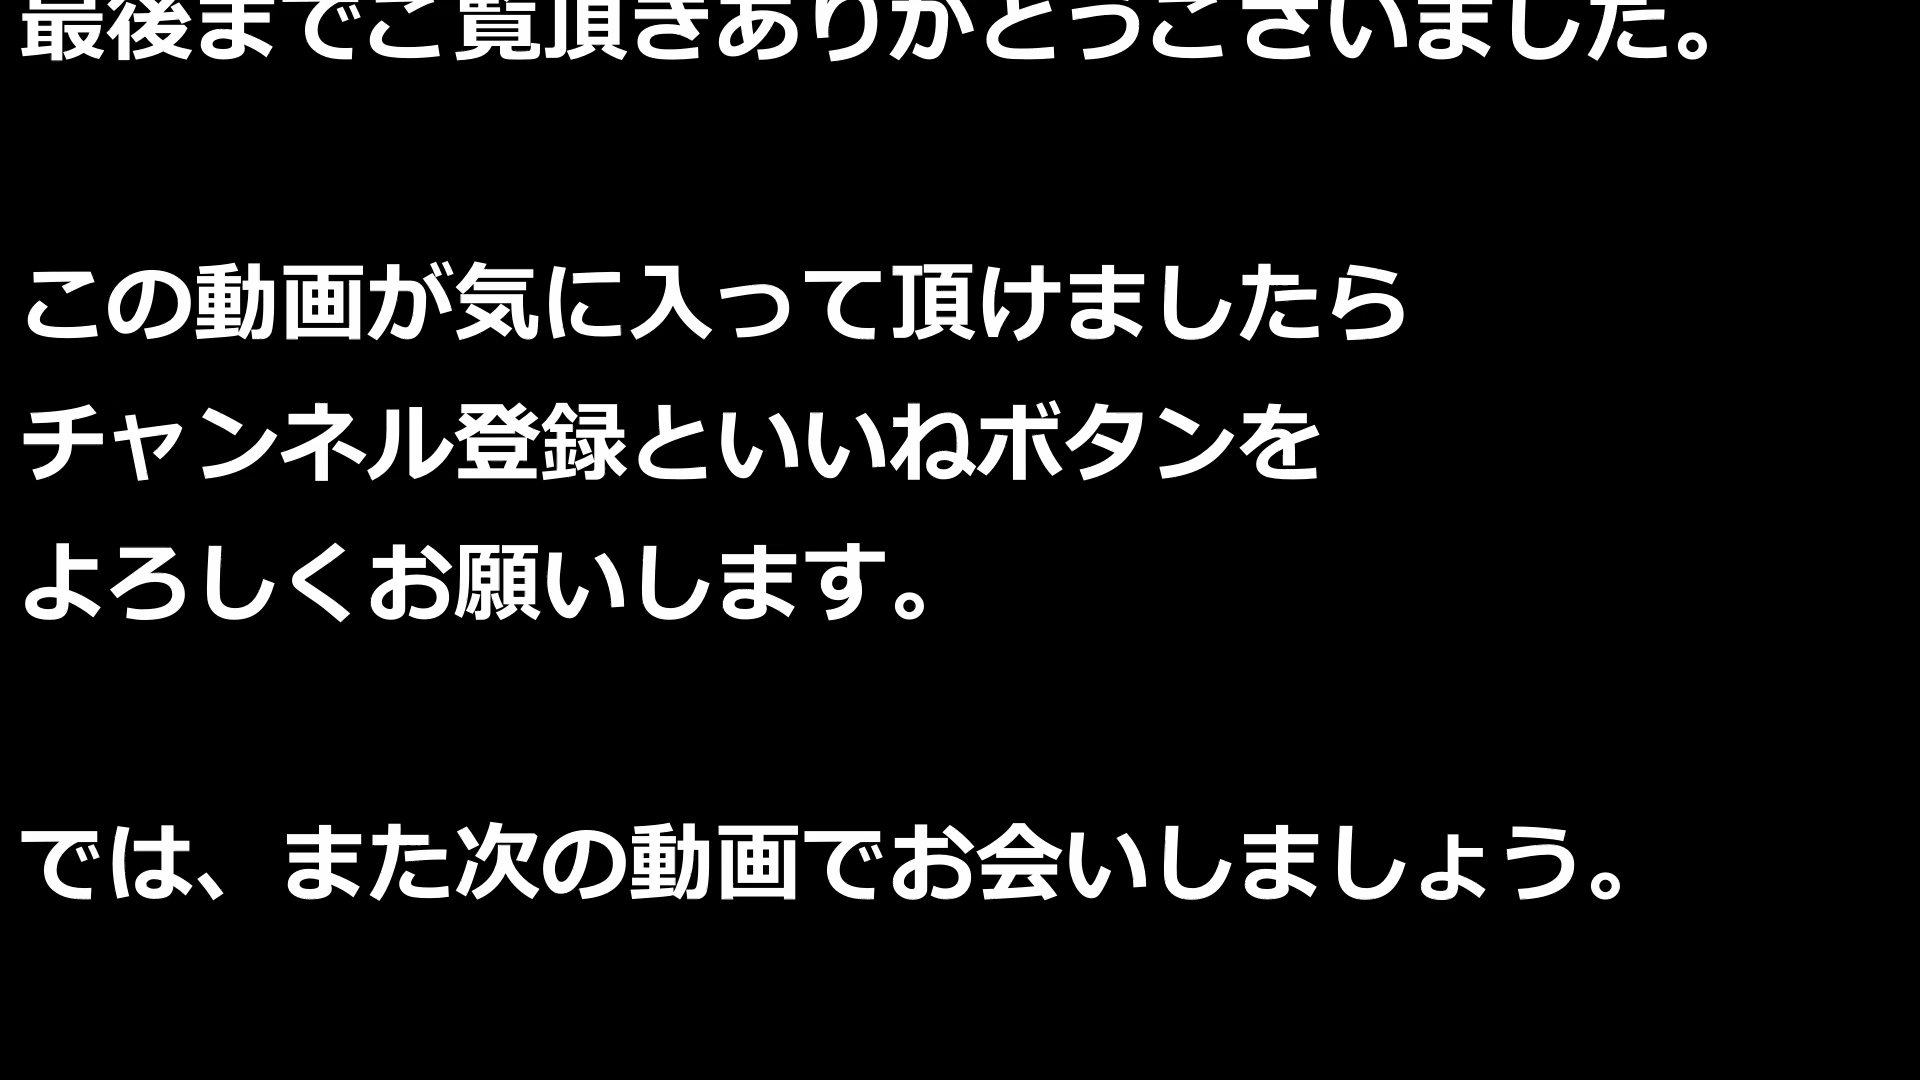 最後までご覧頂きありがとうございました。
この動画が気に入って頂けましたら
チャンネル登録といいねボタンを
よろしくお願いします。
では、また次の動画でお会いしましょう。